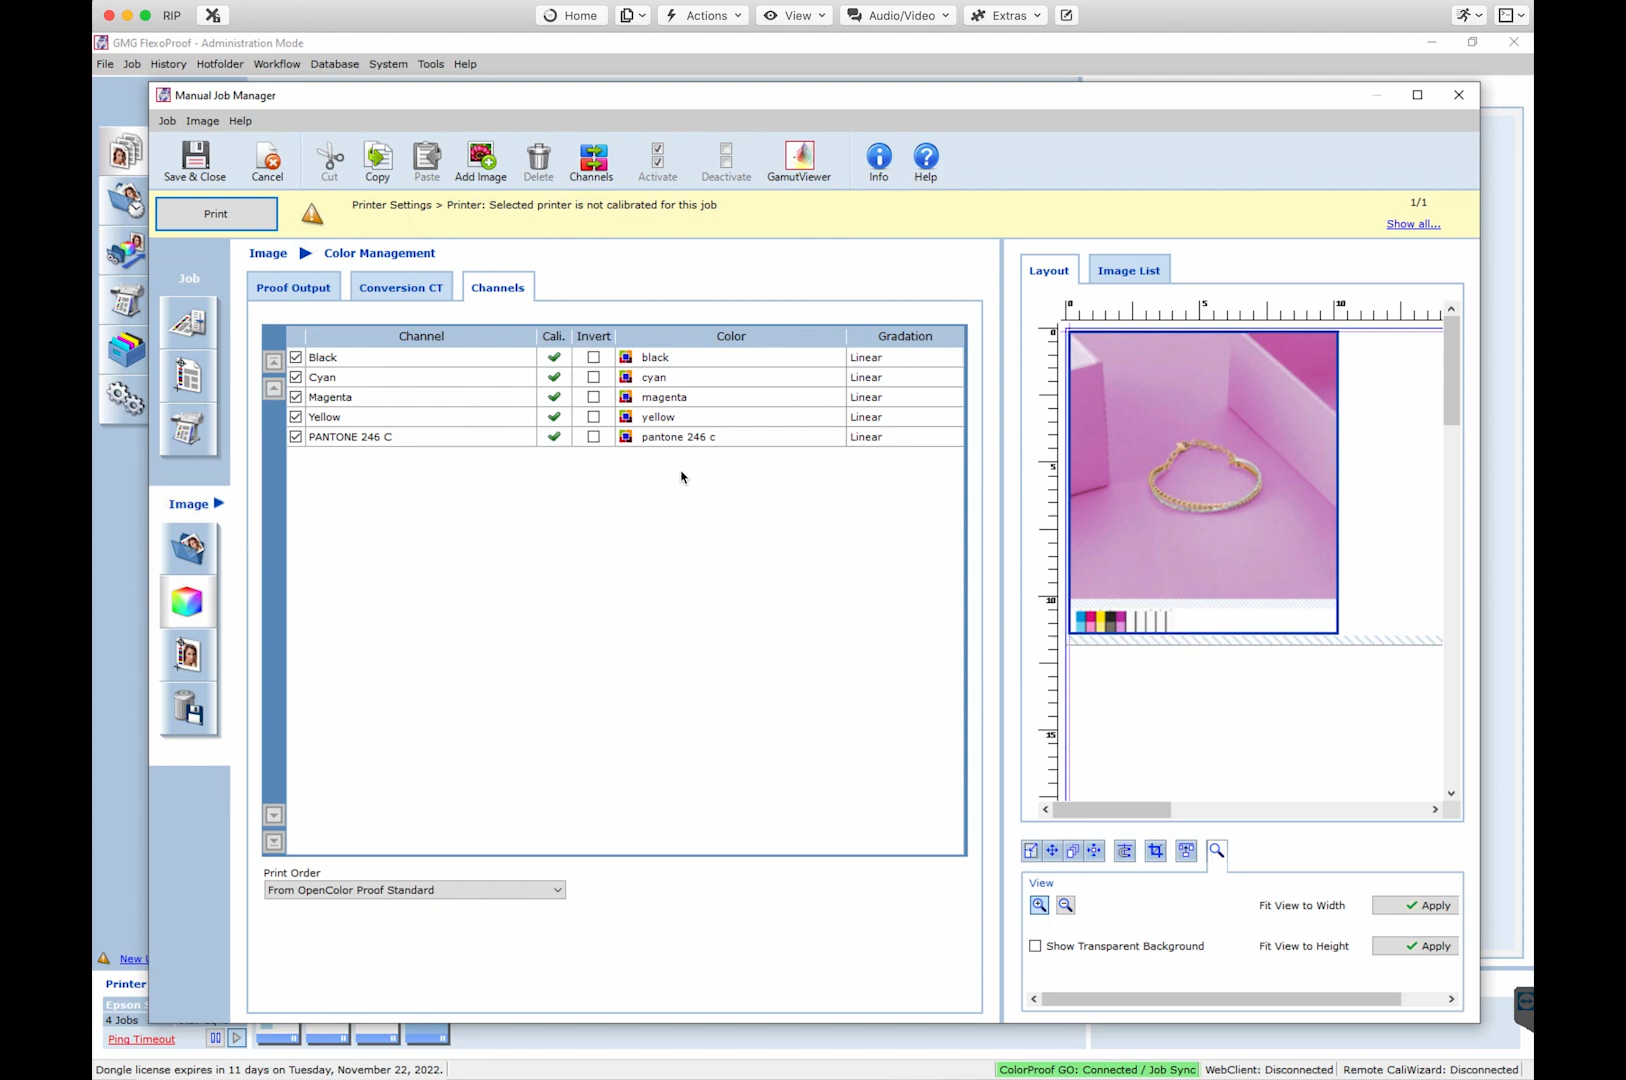 RIP
Home
Actions
View
Audio/Video
Extras
GMG FlexoProof - Administration Mode
File Job History Hotfolder Workflow Database System Tools Help
Manual Job Manager
Job Image Help
Save & Close Cancel Cut Copy Paste Add Image Delete Channels Activate Deactivate GamutViewer Info Help
Print
Printer Settings > Printer: Selected printer is not calibrated for this job
1/1
Show all...
Job
Image
Image Color Management
Proof Output Conversion CT Channels
Channel Cali. Invert Color Gradation
Black black Linear
Cyan cyan Linear
Magenta magenta Linear
Yellow yellow Linear
PANTONE 246 C pantone 246 c Linear
Print Order
From OpenColor Proof Standard
Layout Image List
0 5 10
0
5
10
15
View
Fit View to Width Apply
Show Transparent Background Fit View to Height Apply
New
Printer
Epson
4 Jobs
Ping Timeout
Dongle license expires in 11 days on Tuesday, November 22, 2022.
ColorProof GO: Connected / Job Sync WebClient: Disconnected Remote CaliWizard: Disconnected